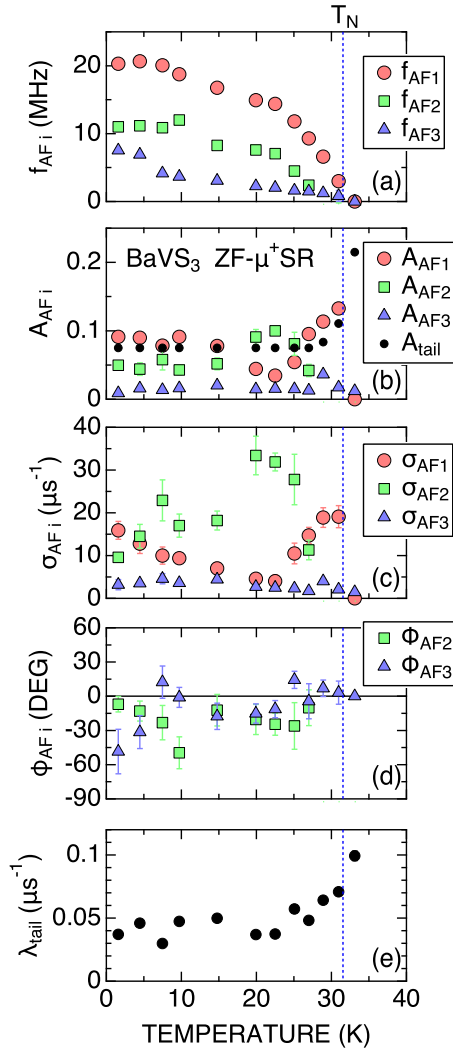 T_N
20
10
0
f_AF i (MHz)
f_AF1
f_AF2
f_AF3
(a)
BaVS₃ ZF-μ⁺SR
0.2
0.1
0
A_AF i
A_AF1
A_AF2
A_AF3
A_tail
(b)
40
30
20
10
0
σ_AF i (μs⁻¹)
σ_AF1
σ_AF2
σ_AF3
(c)
60
30
0
-30
-60
-90
Φ_AF i (DEG)
Φ_AF2
Φ_AF3
(d)
0.1
0.05
0
λ_tail (μs⁻¹)
(e)
0 10 20 30 40
TEMPERATURE (K)